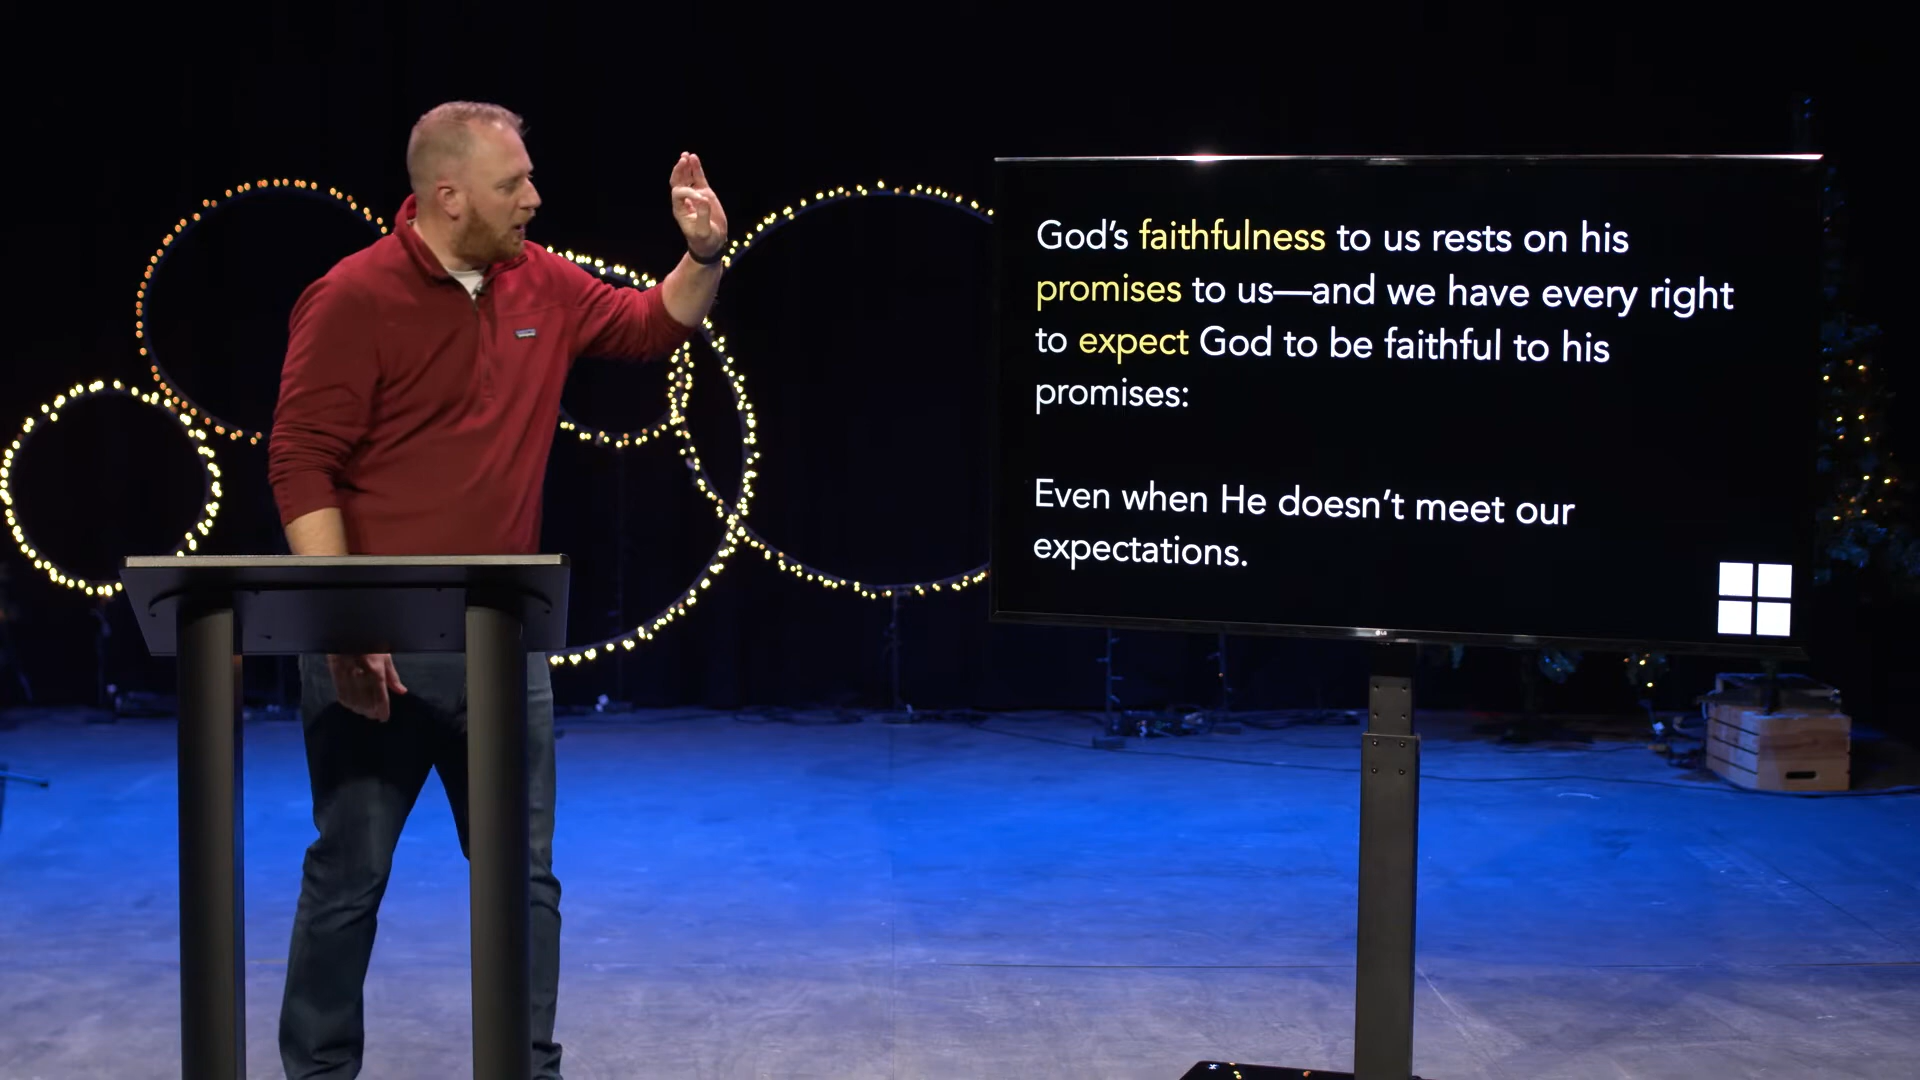 God’s faithfulness to us rests on his
promises to us—and we have every right
to expect God to be faithful to his
promises:
Even when He doesn’t meet our
expectations.